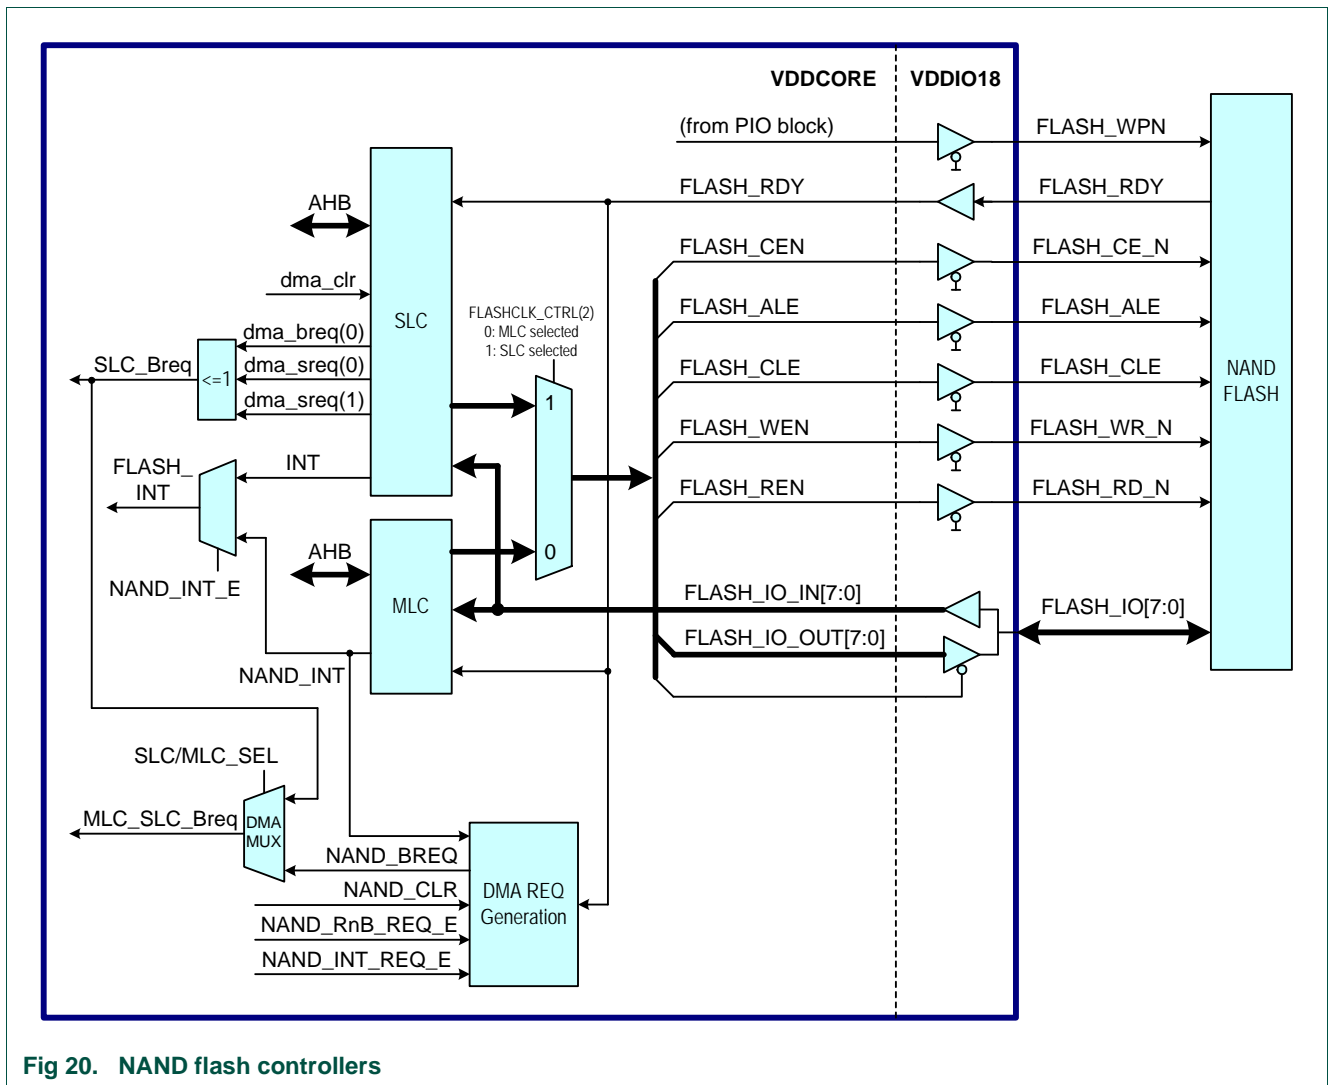 VDDCORE
VDDIO18
(from PIO block)
FLASH_WPN
FLASH_RDY
FLASH_RDY
AHB
FLASH_CEN
FLASH_CE_N
dma_clr
FLASHCLK_CTRL(2)
0: MLC selected
1: SLC selected
FLASH_ALE
FLASH_ALE
SLC
dma_breq(0)
SLC_Breq
<=1
dma_sreq(0)
dma_sreq(1)
FLASH_CLE
FLASH_CLE
NAND
FLASH
1
FLASH_WEN
FLASH_WR_N
FLASH_
INT
INT
FLASH_REN
FLASH_RD_N
AHB
0
NAND_INT_E
MLC
FLASH_IO_IN[7:0]
FLASH_IO[7:0]
FLASH_IO_OUT[7:0]
NAND_INT
SLC/MLC_SEL
MLC_SLC_Breq
DMA
MUX
NAND_BREQ
NAND_CLR
DMA REQ
Generation
NAND_RnB_REQ_E
NAND_INT_REQ_E
Fig 20. NAND flash controllers